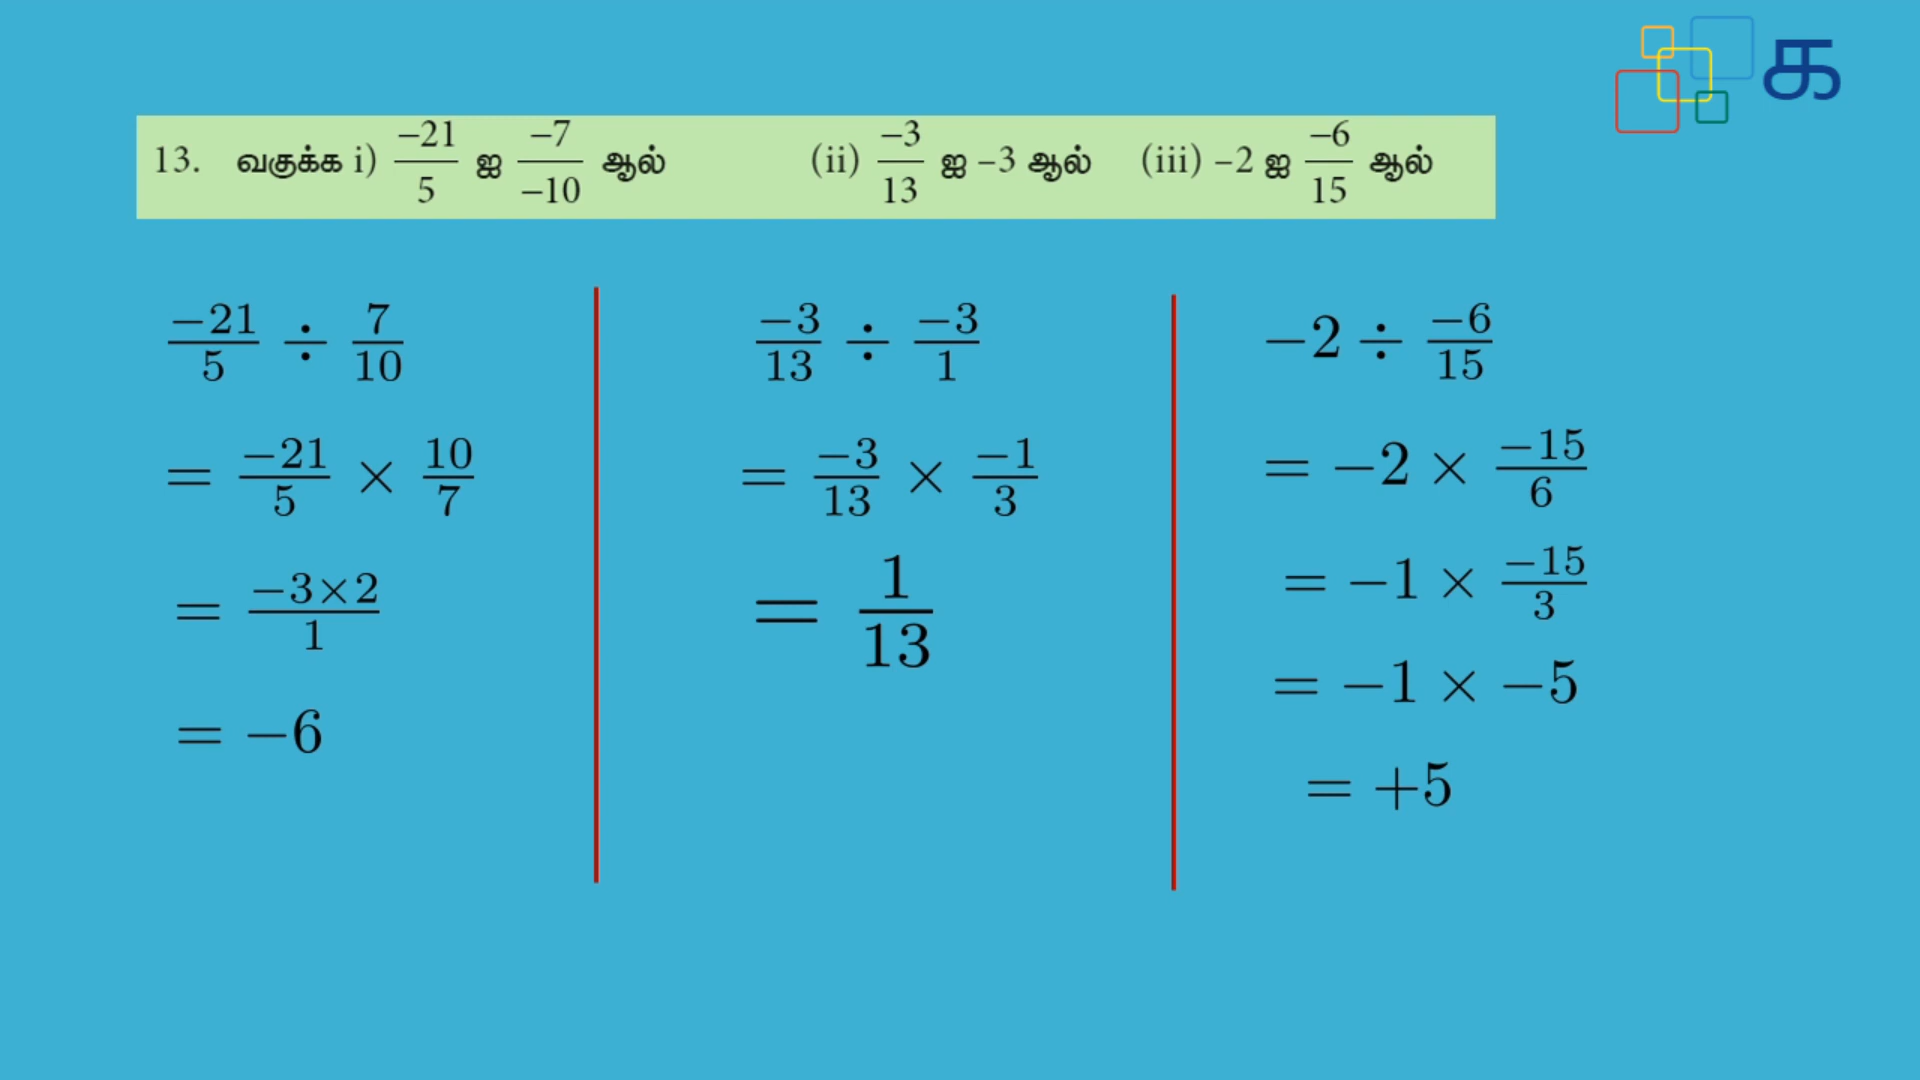 க
13. வகுக்க i) −21/5 ஐ −7/−10 ஆல் (ii) −3/13 ஐ −3 ஆல் (iii) −2 ஐ −6/15 ஆல்
−21/5 ÷ 7/10
= −21/5 × 10/7
= −3×2/1
= −6
−3/13 ÷ −3/1
= −3/13 × −1/3
= 1/13
−2 ÷ −6/15
= −2 × −15/6
= −1 × −15/3
= −1 × −5
= +5